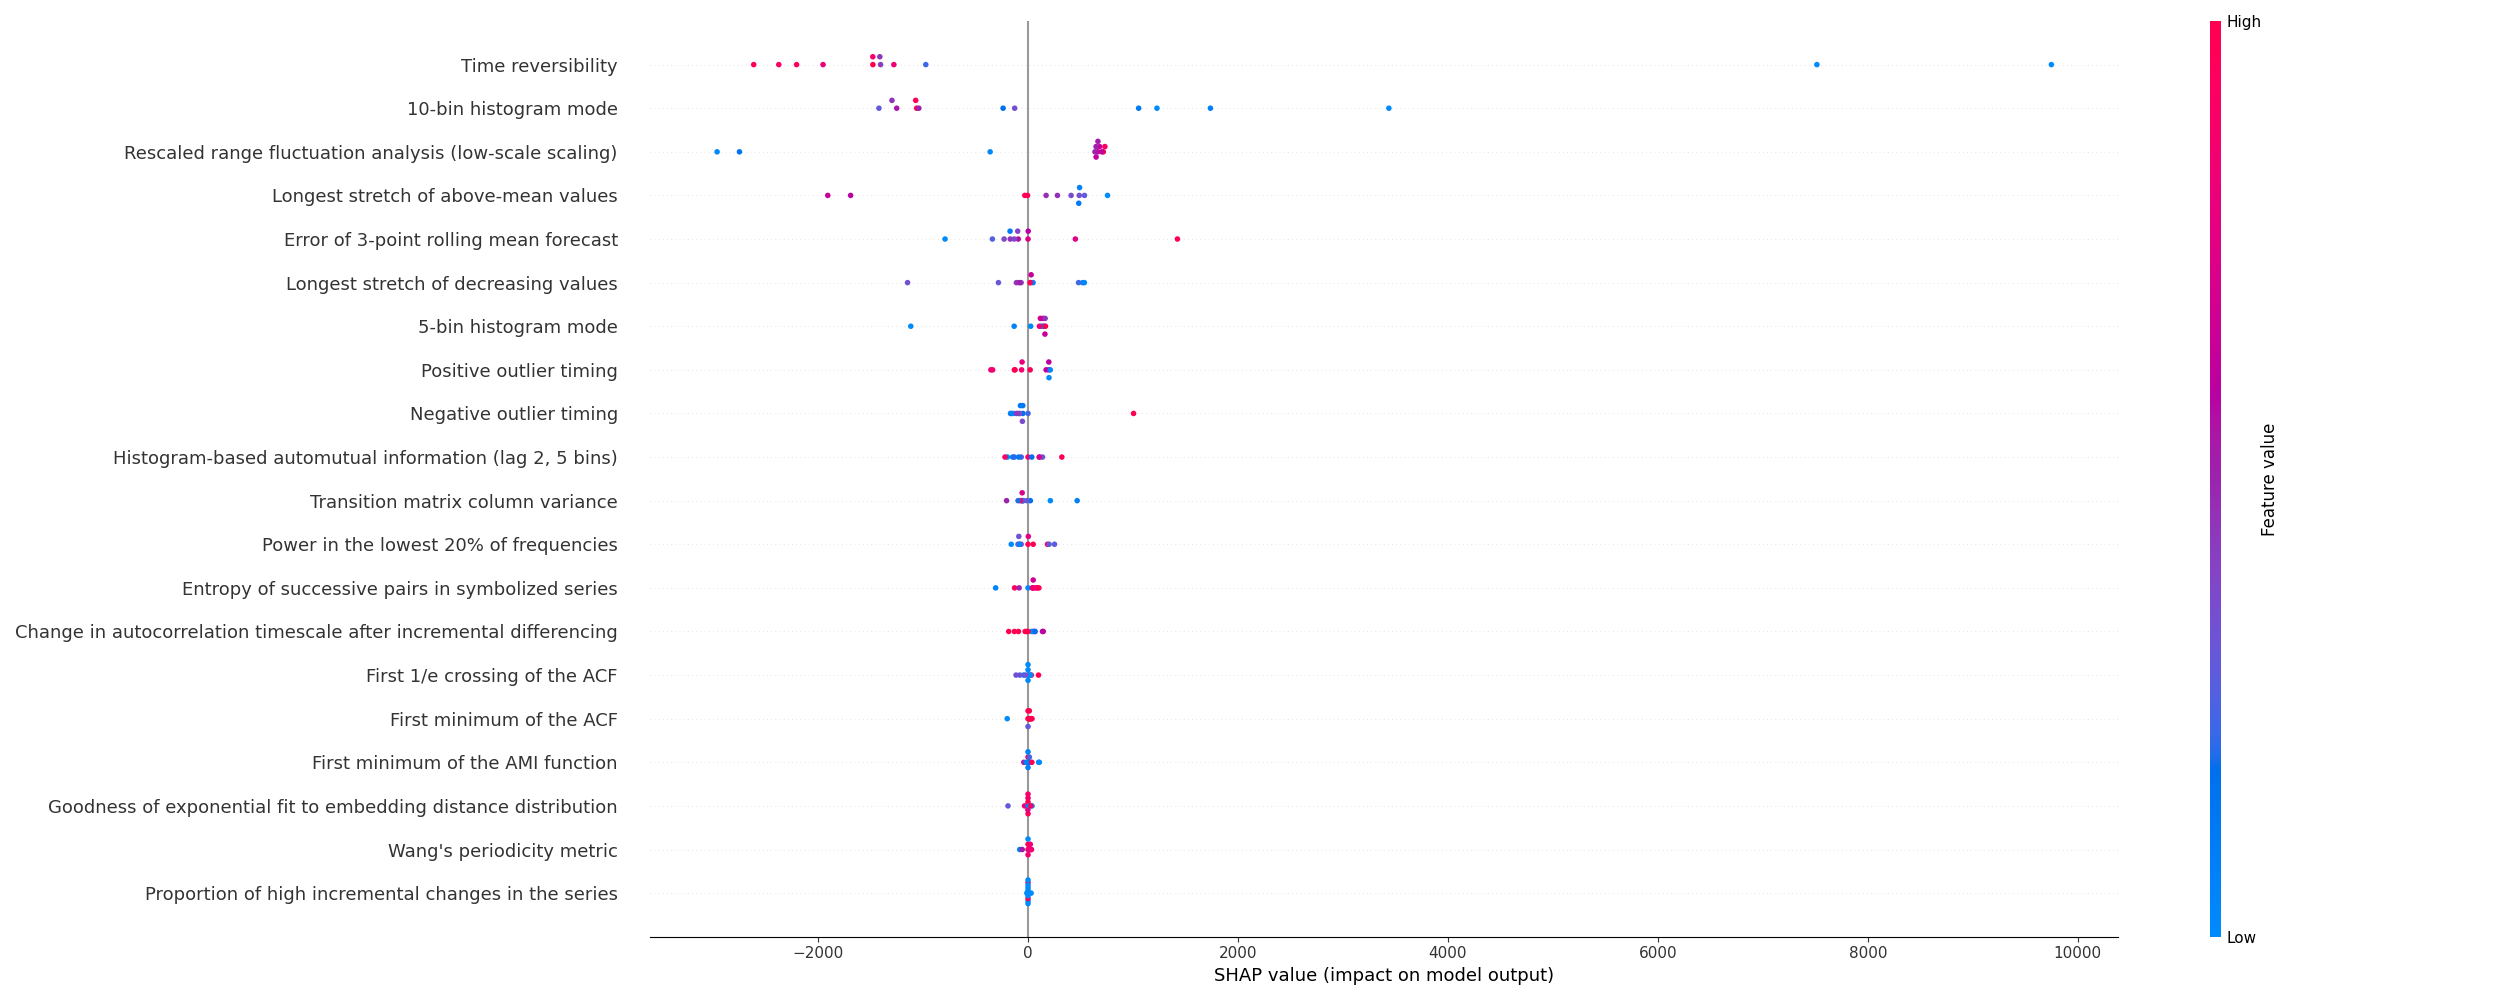 High
Time reversibility
10-bin histogram mode
Rescaled range fluctuation analysis (low-scale scaling)
Longest stretch of above-mean values
Error of 3-point rolling mean forecast
Longest stretch of decreasing values
5-bin histogram mode
Positive outlier timing
Negative outlier timing
Histogram-based automutual information (lag 2, 5 bins)
Transition matrix column variance
Power in the lowest 20% of frequencies
Entropy of successive pairs in symbolized series
Change in autocorrelation timescale after incremental differencing
First 1/e crossing of the ACF
First minimum of the ACF
First minimum of the AMI function
Goodness of exponential fit to embedding distance distribution
Wang's periodicity metric
Proportion of high incremental changes in the series
Feature value
Low
−2000 0 2000 4000 6000 8000 10000
SHAP value (impact on model output)